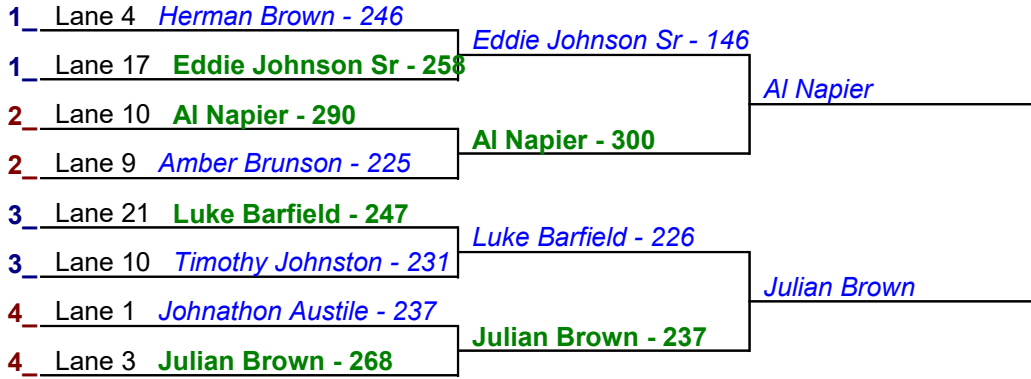 1_ Lane 4 Herman Brown - 246
Eddie Johnson Sr - 146
1_ Lane 17 Eddie Johnson Sr - 258
Al Napier
2_ Lane 10 Al Napier - 290
Al Napier - 300
2_ Lane 9 Amber Brunson - 225
3_ Lane 21 Luke Barfield - 247
Luke Barfield - 226
3_ Lane 10 Timothy Johnston - 231
Julian Brown
4_ Lane 1 Johnathon Austile - 237
Julian Brown - 237
4_ Lane 3 Julian Brown - 268